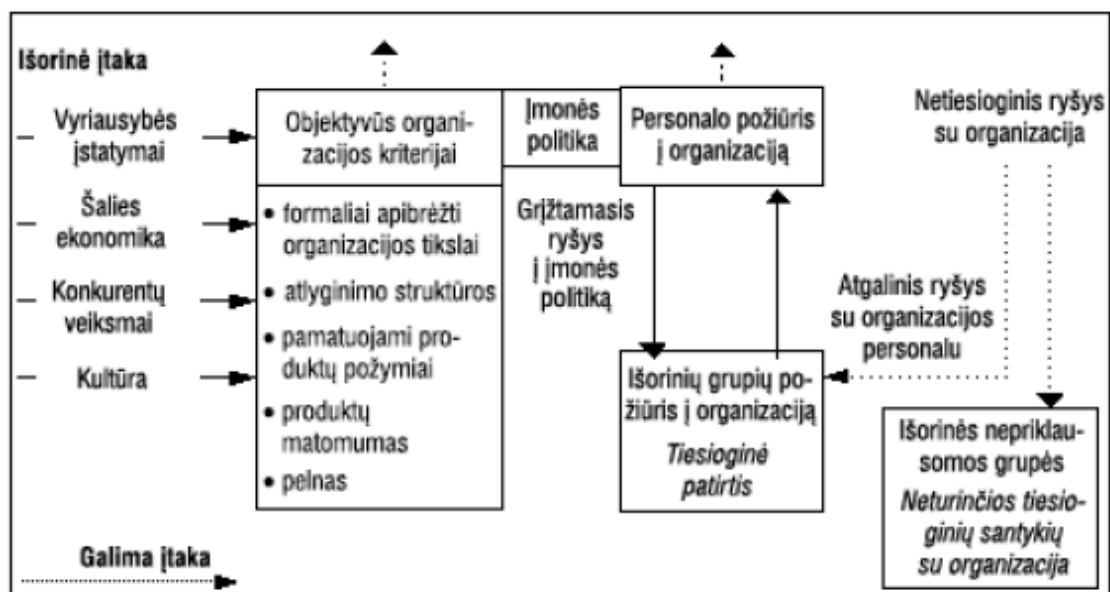 Išorinė įtaka
Vyriausybės
įstatymai
Šalies
ekonomika
Konkurentų
veiksmai
Kultūra
Objektyvūs organi-
zacijos kriterijai
• formaliai apibrėžti
organizacijos tikslai
• atlyginimo struktūros
• pamatuojami pro-
duktų požymiai
• produktų
matomumas
• pelnas
Įmonės
politika
Grįžtamasis
ryšys
į įmonės
politiką
Personalo požiūris
į organizaciją
Išorinių grupių po-
žiūris į organizaciją
Tiesioginė
patirtis
Netiesioginis ryšys
su organizacija
Atgalinis ryšys
su organizacijos
personalu
Išorinės nepriklau-
somos grupės
Neturinčios tiesio-
ginių santykių
su organizacija
Galima įtaka